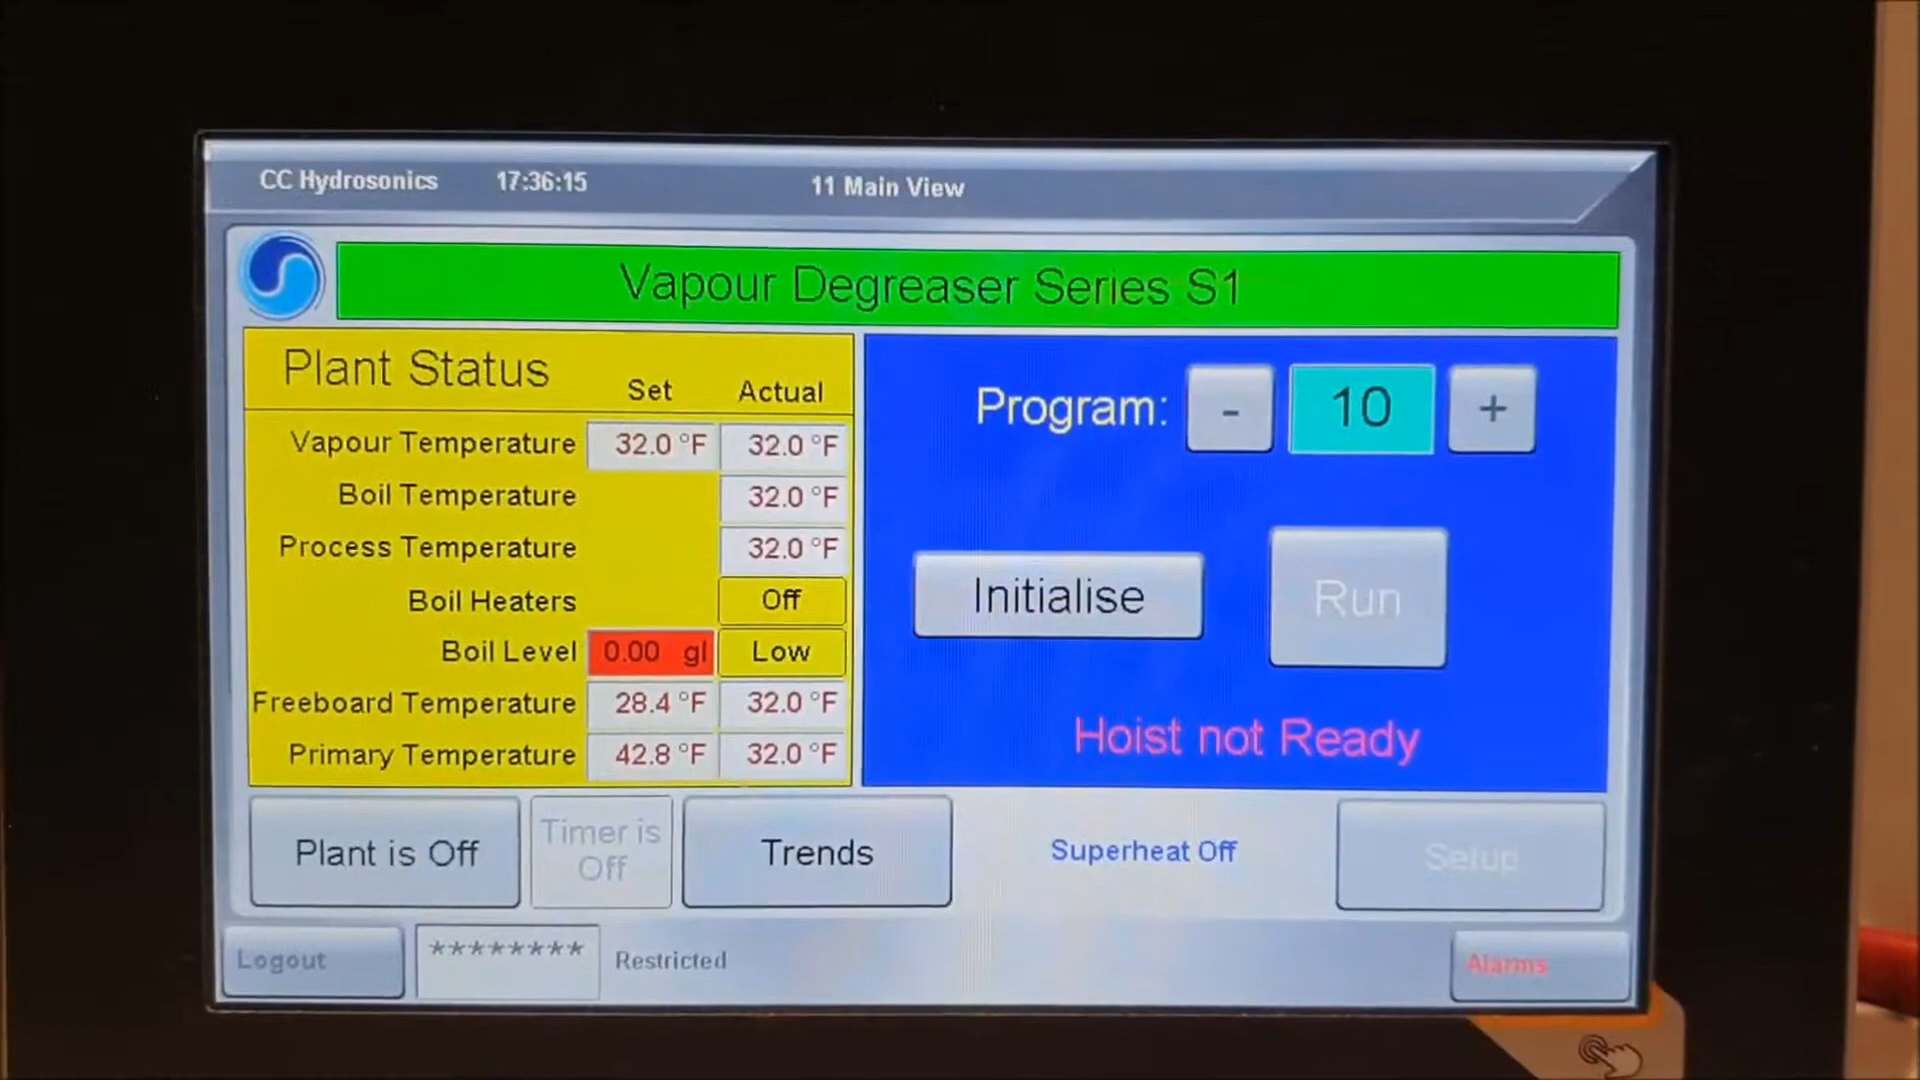 CC Hydrosonics 17:36:15 11 Main View
Vapour Degreaser Series S1
Plant Status Set Actual
Vapour Temperature 32.0 °F 32.0 °F
Boil Temperature 32.0 °F
Process Temperature 32.0 °F
Boil Heaters Off
Boil Level 0.00 gl Low
Freeboard Temperature 28.4 °F 32.0 °F
Primary Temperature 42.8 °F 32.0 °F
Program: - 10 +
Initialise Run
Hoist not Ready
Plant is Off
Timer is
Off
Trends
Superheat Off
Setup
Logout ******** Restricted
Alarms